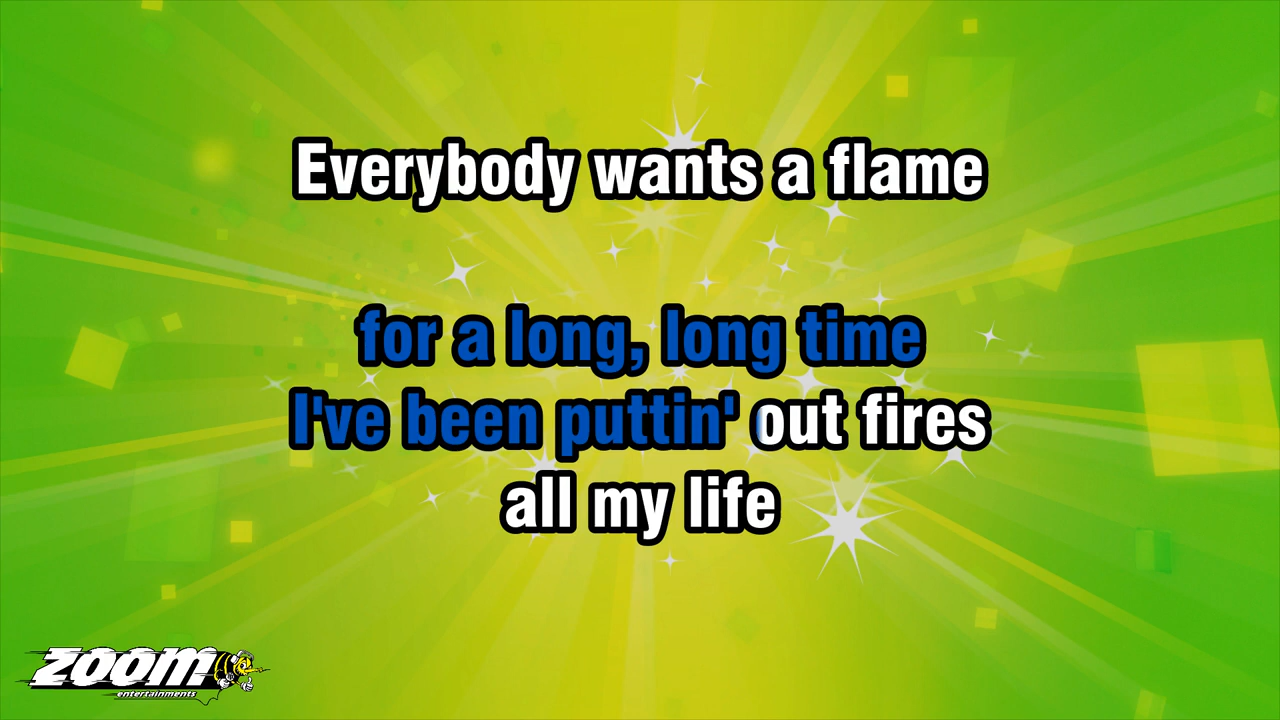 Everybody wants a flame
for a long, long time
I've been puttin' out fires
all my life
ZOOM
entertainments